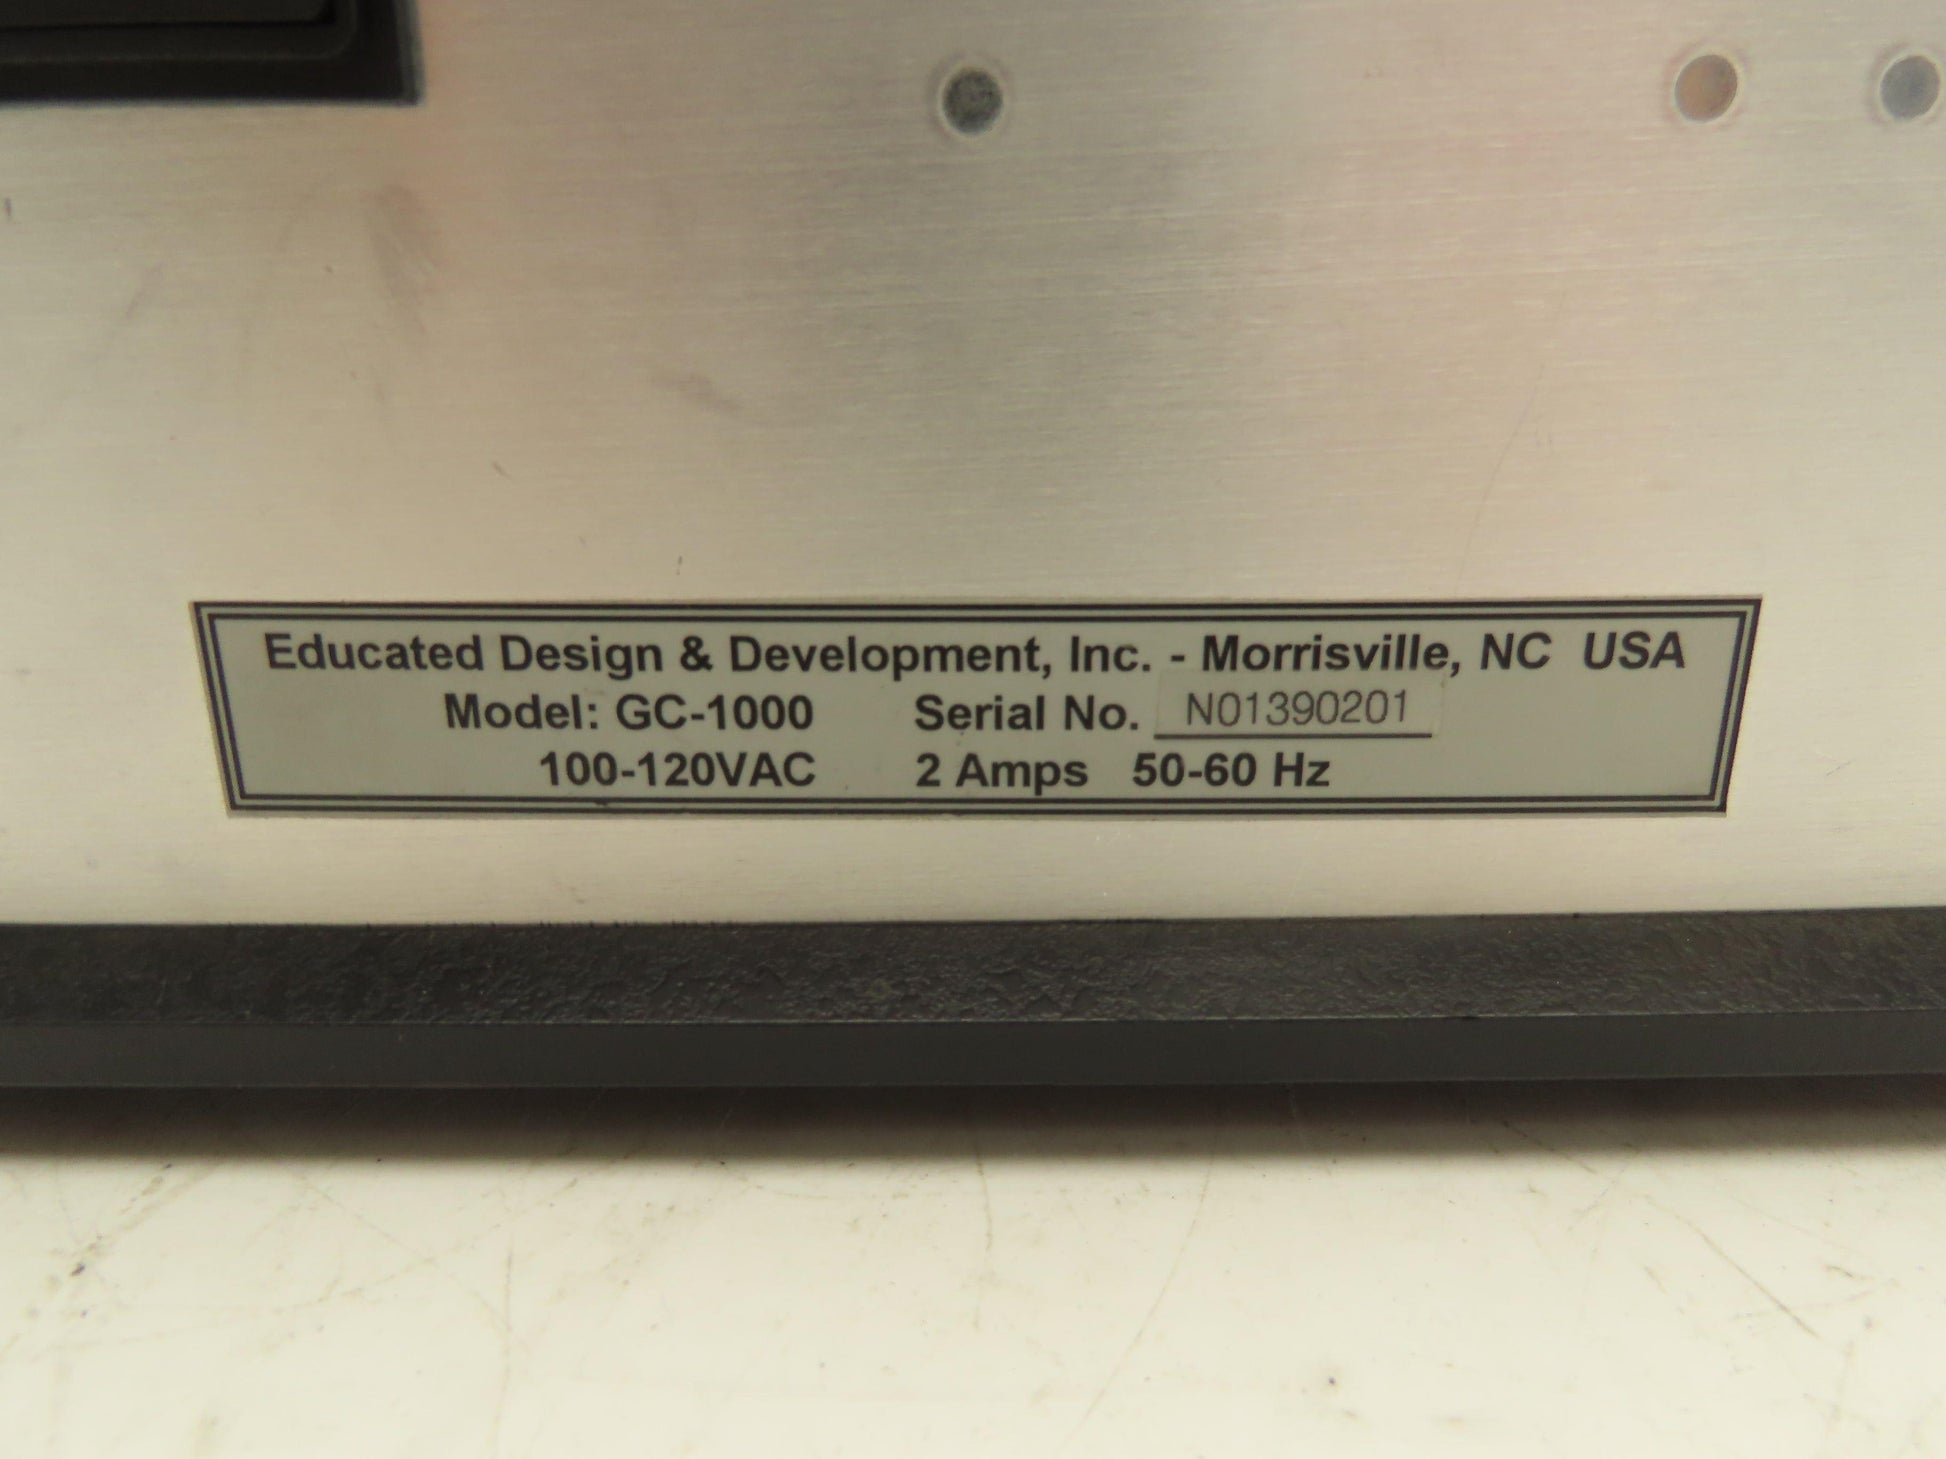 Educated Design & Development, Inc. - Morrisville, NC USA
Model: GC-1000 Serial No. N01390201
100-120VAC 2 Amps 50-60 Hz